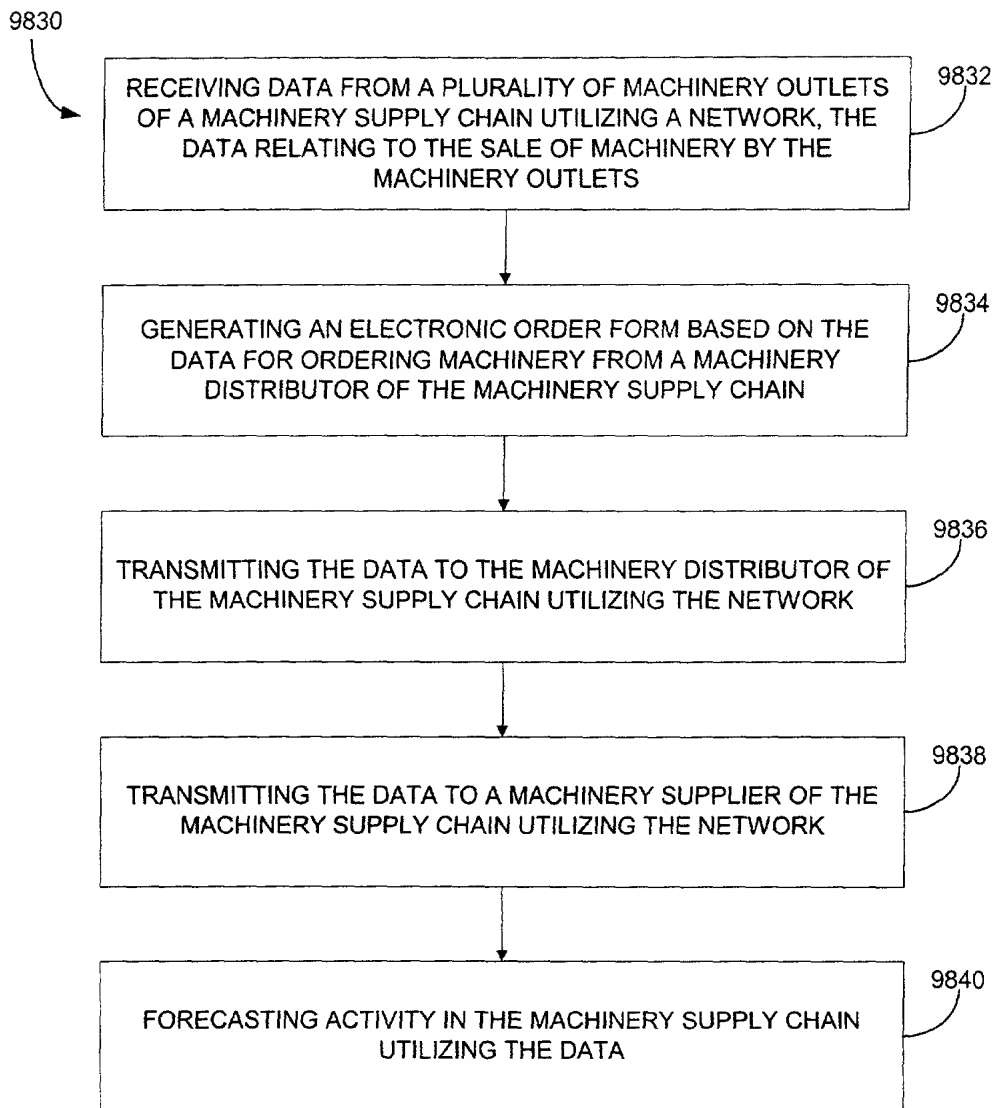 9830
RECEIVING DATA FROM A PLURALITY OF MACHINERY OUTLETS
OF A MACHINERY SUPPLY CHAIN UTILIZING A NETWORK, THE
DATA RELATING TO THE SALE OF MACHINERY BY THE
MACHINERY OUTLETS
9832
GENERATING AN ELECTRONIC ORDER FORM BASED ON THE
DATA FOR ORDERING MACHINERY FROM A MACHINERY
DISTRIBUTOR OF THE MACHINERY SUPPLY CHAIN
9834
TRANSMITTING THE DATA TO THE MACHINERY DISTRIBUTOR OF
THE MACHINERY SUPPLY CHAIN UTILIZING THE NETWORK
9836
TRANSMITTING THE DATA TO A MACHINERY SUPPLIER OF THE
MACHINERY SUPPLY CHAIN UTILIZING THE NETWORK
9838
FORECASTING ACTIVITY IN THE MACHINERY SUPPLY CHAIN
UTILIZING THE DATA
9840